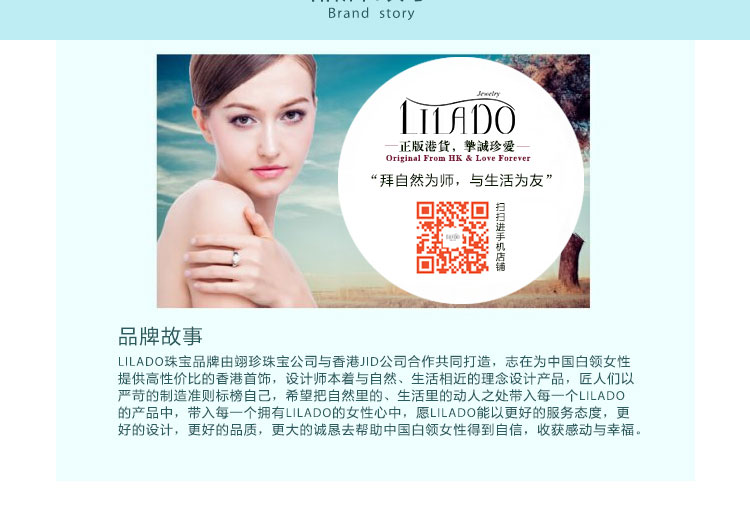 Brand story
Jewelry
LILADO
正版港貨，摯誠珍愛
Original From HK & Love Forever
“拜自然为师，与生活为友”
扫扫进手机店铺
品牌故事
LILADO珠宝品牌由翊珍珠宝公司与香港JID公司合作共同打造，志在为中国白领女性
提供高性价比的香港首饰，设计师本着与自然、生活相近的理念设计产品，匠人们以
严苛的制造准则标榜自己，希望把自然里的、生活里的动人之处带入每一个LILADO
的产品中，带入每一个拥有LILADO的女性心中，愿LILADO能以更好的服务态度，更
好的设计，更好的品质，更大的诚恳去帮助中国白领女性得到自信，收获感动与幸福。